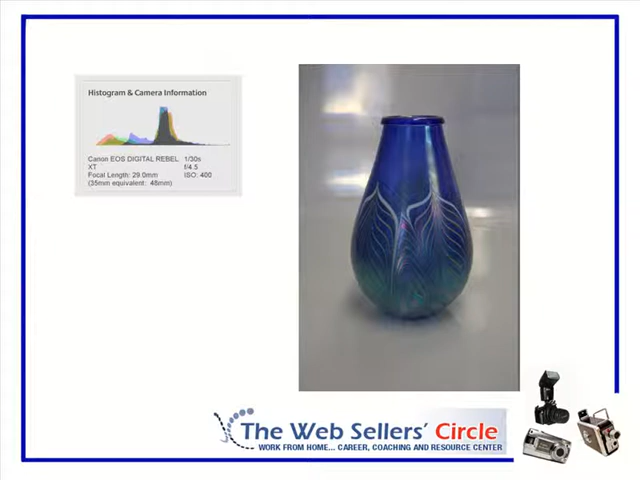 Histogram & Camera Information
Canon EOS DIGITAL REBEL XT
1/30s
f/4.5
Focal Length: 29.0mm
ISO: 400
(35mm equivalent: 48mm)
The Web Sellers' Circle
WORK FROM HOME... CAREER, COACHING AND RESOURCE CENTER